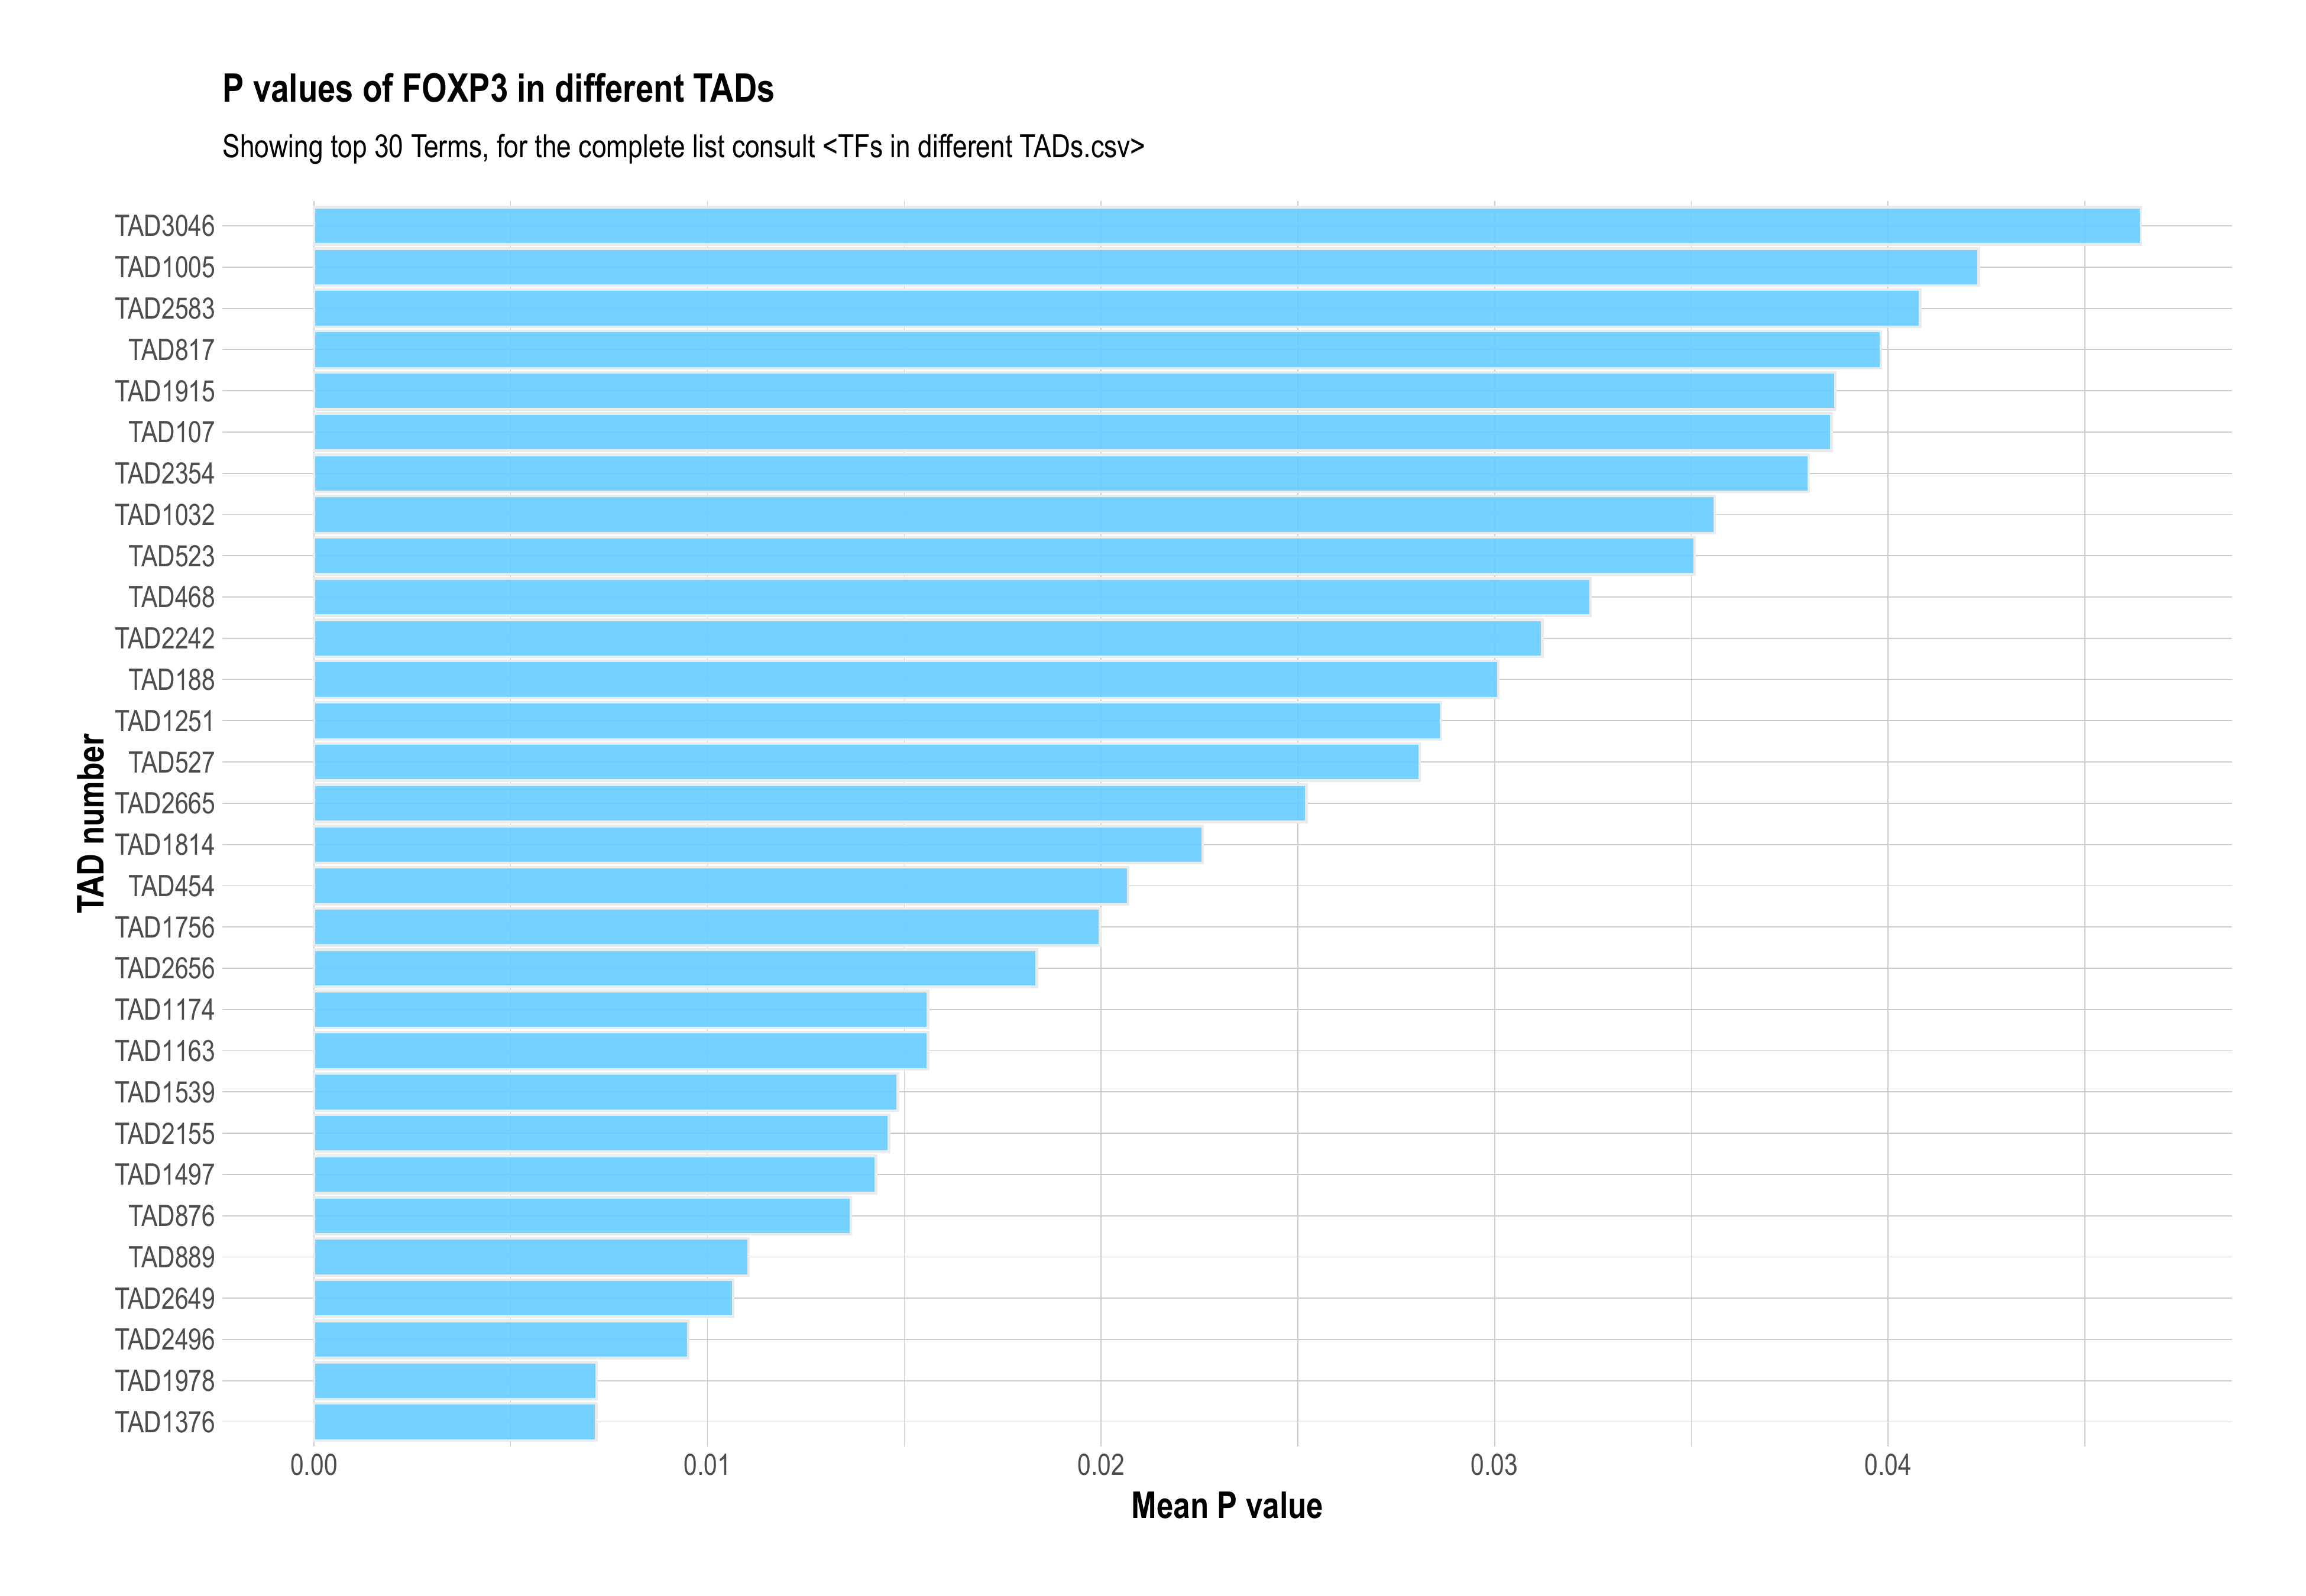 P values of FOXP3 in different TADs
Showing top 30 Terms, for the complete list consult <TFs in different TADs.csv>
TAD3046
TAD1005
TAD2583
TAD817
TAD1915
TAD107
TAD2354
TAD1032
TAD523
TAD468
TAD2242
TAD188
TAD1251
TAD527
TAD2665
TAD1814
TAD454
TAD1756
TAD2656
TAD1174
TAD1163
TAD1539
TAD2155
TAD1497
TAD876
TAD889
TAD2649
TAD2496
TAD1978
TAD1376
TAD number
0.00 0.01 0.02 0.03 0.04
Mean P value